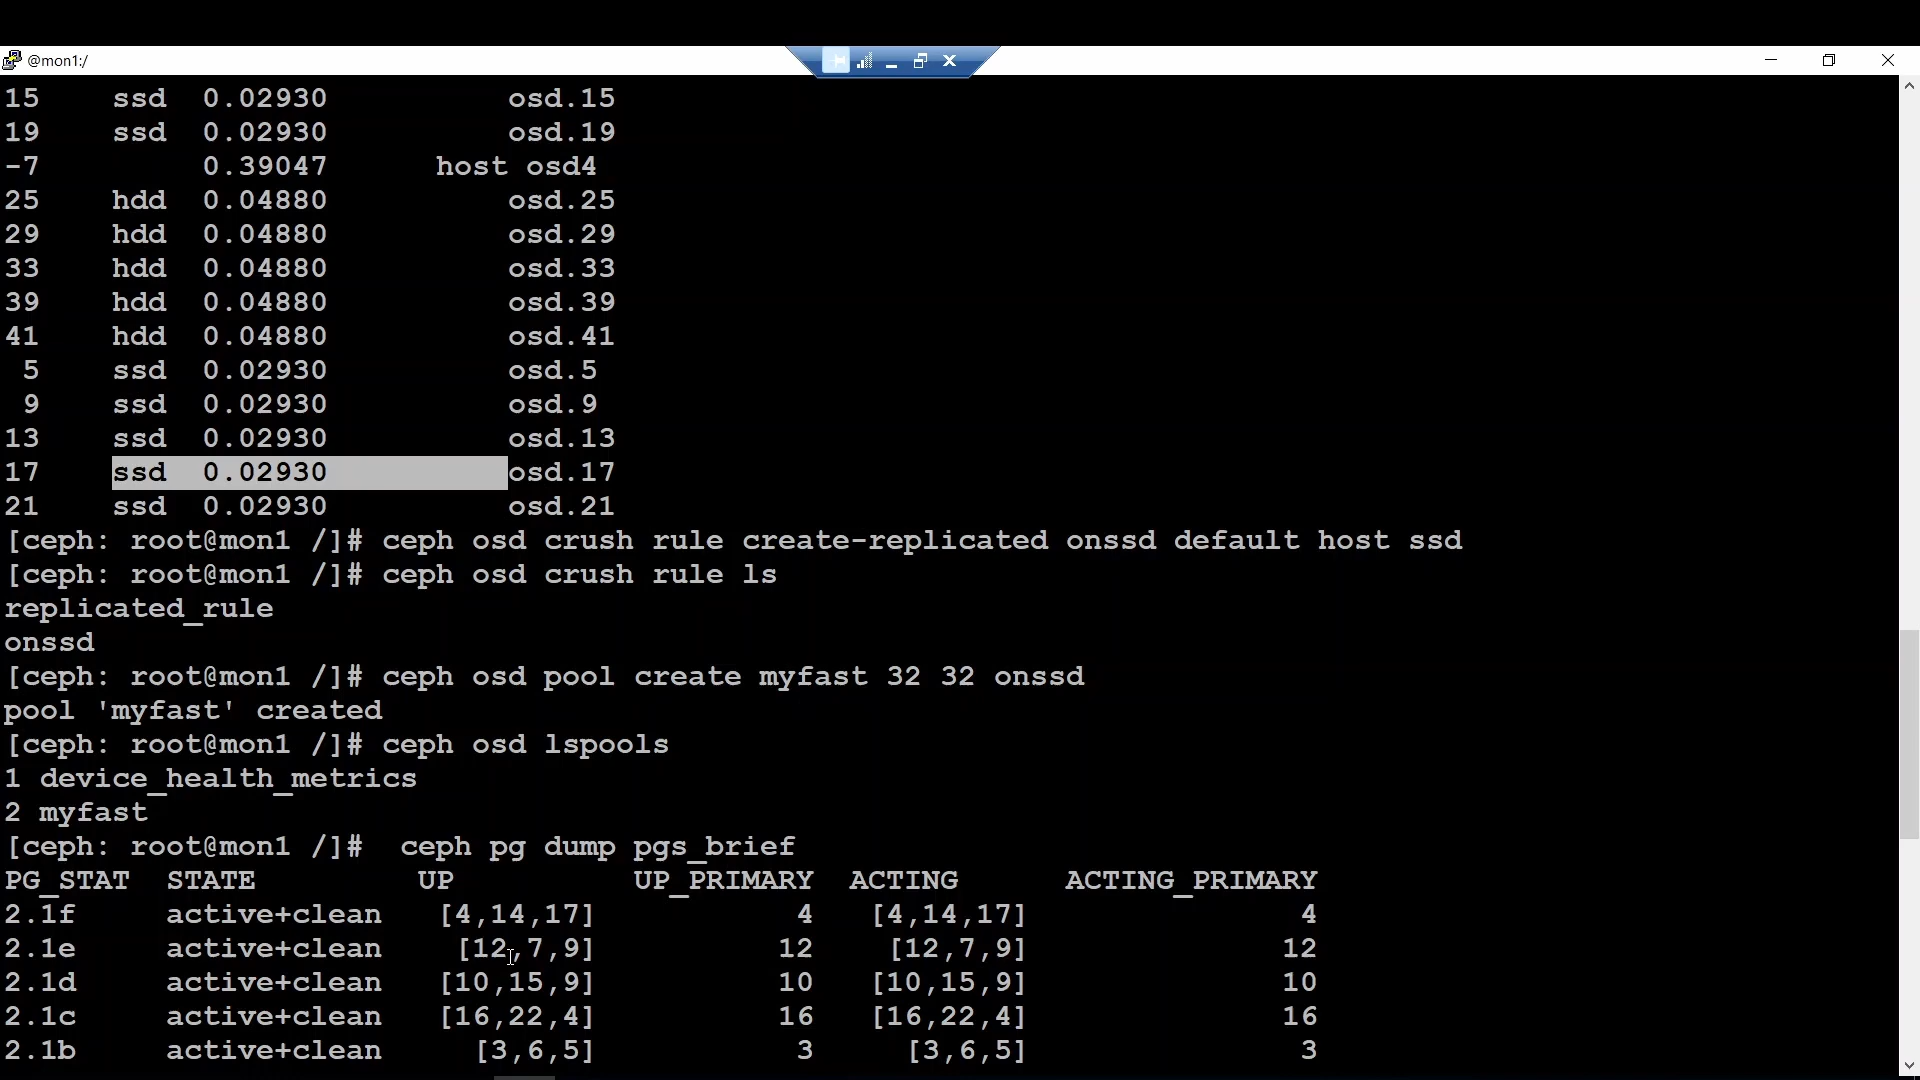 @mon1:/
15 ssd 0.02930 osd.15
19 ssd 0.02930 osd.19
-7 0.39047 host osd4
25 hdd 0.04880 osd.25
29 hdd 0.04880 osd.29
33 hdd 0.04880 osd.33
39 hdd 0.04880 osd.39
41 hdd 0.04880 osd.41
5 ssd 0.02930 osd.5
9 ssd 0.02930 osd.9
13 ssd 0.02930 osd.13
17 ssd 0.02930 osd.17
21 ssd 0.02930 osd.21
[ceph: root@mon1 /]# ceph osd crush rule create-replicated onssd default host ssd
[ceph: root@mon1 /]# ceph osd crush rule ls
replicated_rule
onssd
[ceph: root@mon1 /]# ceph osd pool create myfast 32 32 onssd
pool 'myfast' created
[ceph: root@mon1 /]# ceph osd lspools
1 device_health_metrics
2 myfast
[ceph: root@mon1 /]#  ceph pg dump pgs_brief
PG_STAT STATE UP UP_PRIMARY ACTING ACTING_PRIMARY
2.1f active+clean [4,14,17] 4 [4,14,17] 4
2.1e active+clean [12,7,9] 12 [12,7,9] 12
2.1d active+clean [10,15,9] 10 [10,15,9] 10
2.1c active+clean [16,22,4] 16 [16,22,4] 16
2.1b active+clean [3,6,5] 3 [3,6,5] 3